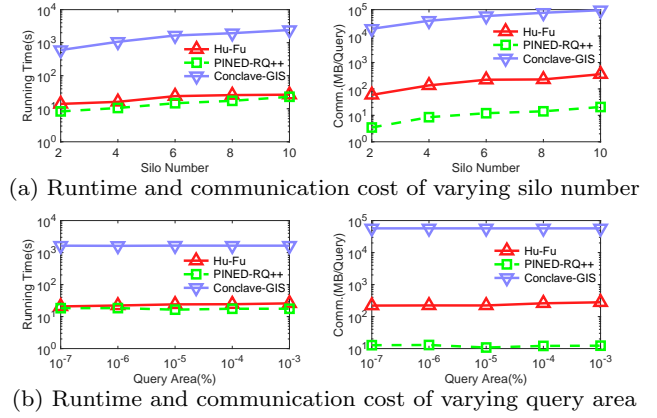 Running Time(s)
10^4
10^3
10^2
10^1
10^0
Hu-Fu
PINED-RQ++
Conclave-GIS
2 4 6 8 10
Silo Number
Comm.(MB/Query)
10^5
10^4
10^3
10^2
10^1
10^0
Hu-Fu
PINED-RQ++
Conclave-GIS
2 4 6 8 10
Silo Number
(a) Runtime and communication cost of varying silo number
Running Time(s)
10^4
10^3
10^2
10^1
10^0
Hu-Fu
PINED-RQ++
Conclave-GIS
10^-7 10^-6 10^-5 10^-4 10^-3
Query Area(%)
Comm.(MB/Query)
10^5
10^4
10^3
10^2
10^1
Hu-Fu
PINED-RQ++
Conclave-GIS
10^-7 10^-6 10^-5 10^-4 10^-3
Query Area(%)
(b) Runtime and communication cost of varying query area